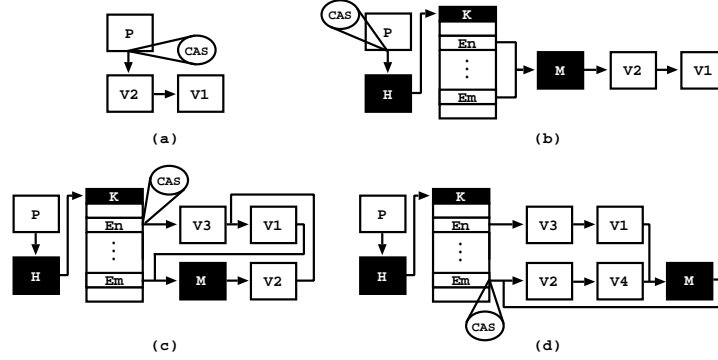 P
CAS
V2 V1
(a)
CAS
P
K
En
⋮
Em
H
M V2 V1
(b)
CAS
K
P
En V3 V1
⋮
H
Em M V2
(c)
K
P
En V3 V1
⋮
H
Em V2 V4 M
CAS
(d)